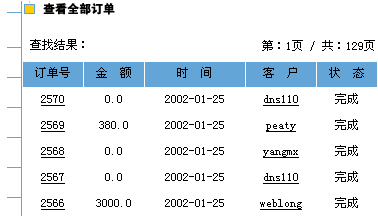 查看全部订单
查找结果： 第：1页 / 共：129页
订单号 金 额 时 间 客 户 状 态
2570 0.0 2002-01-25 dns110 完成
2569 380.0 2002-01-25 peaty 完成
2568 0.0 2002-01-25 yangmx 完成
2567 0.0 2002-01-25 dns110 完成
2566 3000.0 2002-01-25 weblong 完成